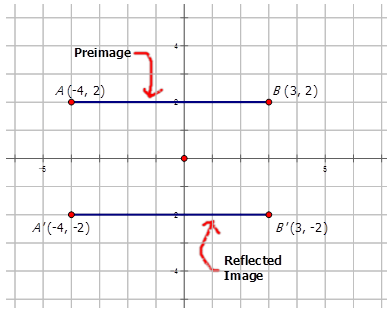 4
Preimage
A (-4, 2)
B (3, 2)
2
-5
5
-2
A'(-4, -2)
B'(3, -2)
Reflected
Image
-4